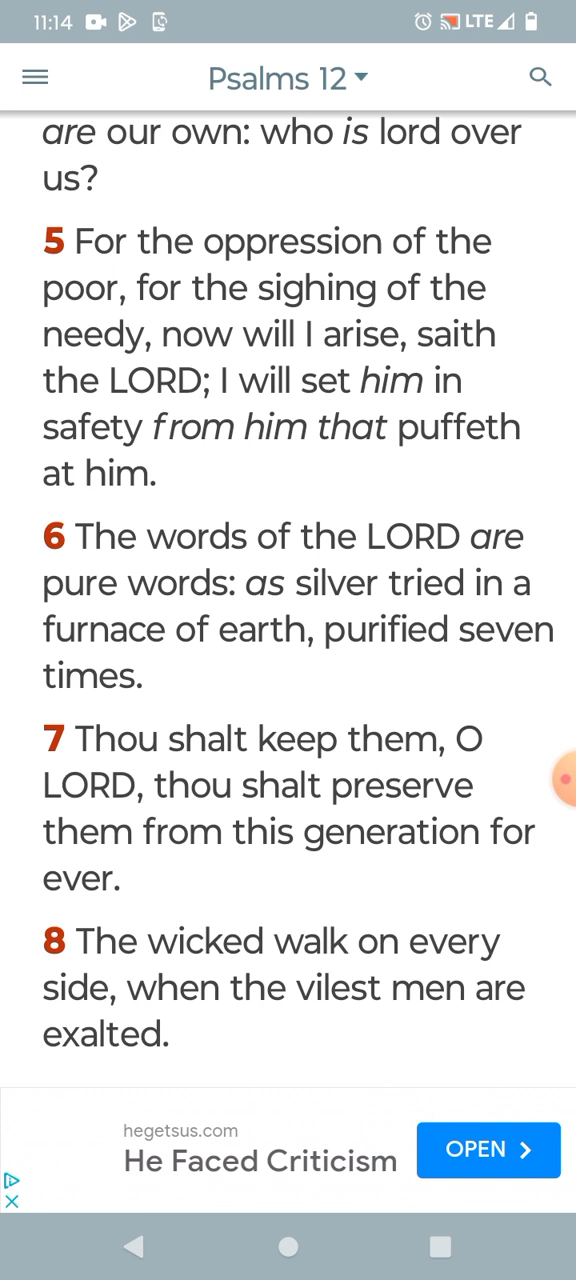 11:14 LTE
Psalms 12
are our own: who is lord over
us?
5 For the oppression of the
poor, for the sighing of the
needy, now will I arise, saith
the LORD; I will set him in
safety from him that puffeth
at him.
6 The words of the LORD are
pure words: as silver tried in a
furnace of earth, purified seven
times.
7 Thou shalt keep them, O
LORD, thou shalt preserve
them from this generation for
ever.
8 The wicked walk on every
side, when the vilest men are
exalted.
hegetsus.com
He Faced Criticism
OPEN